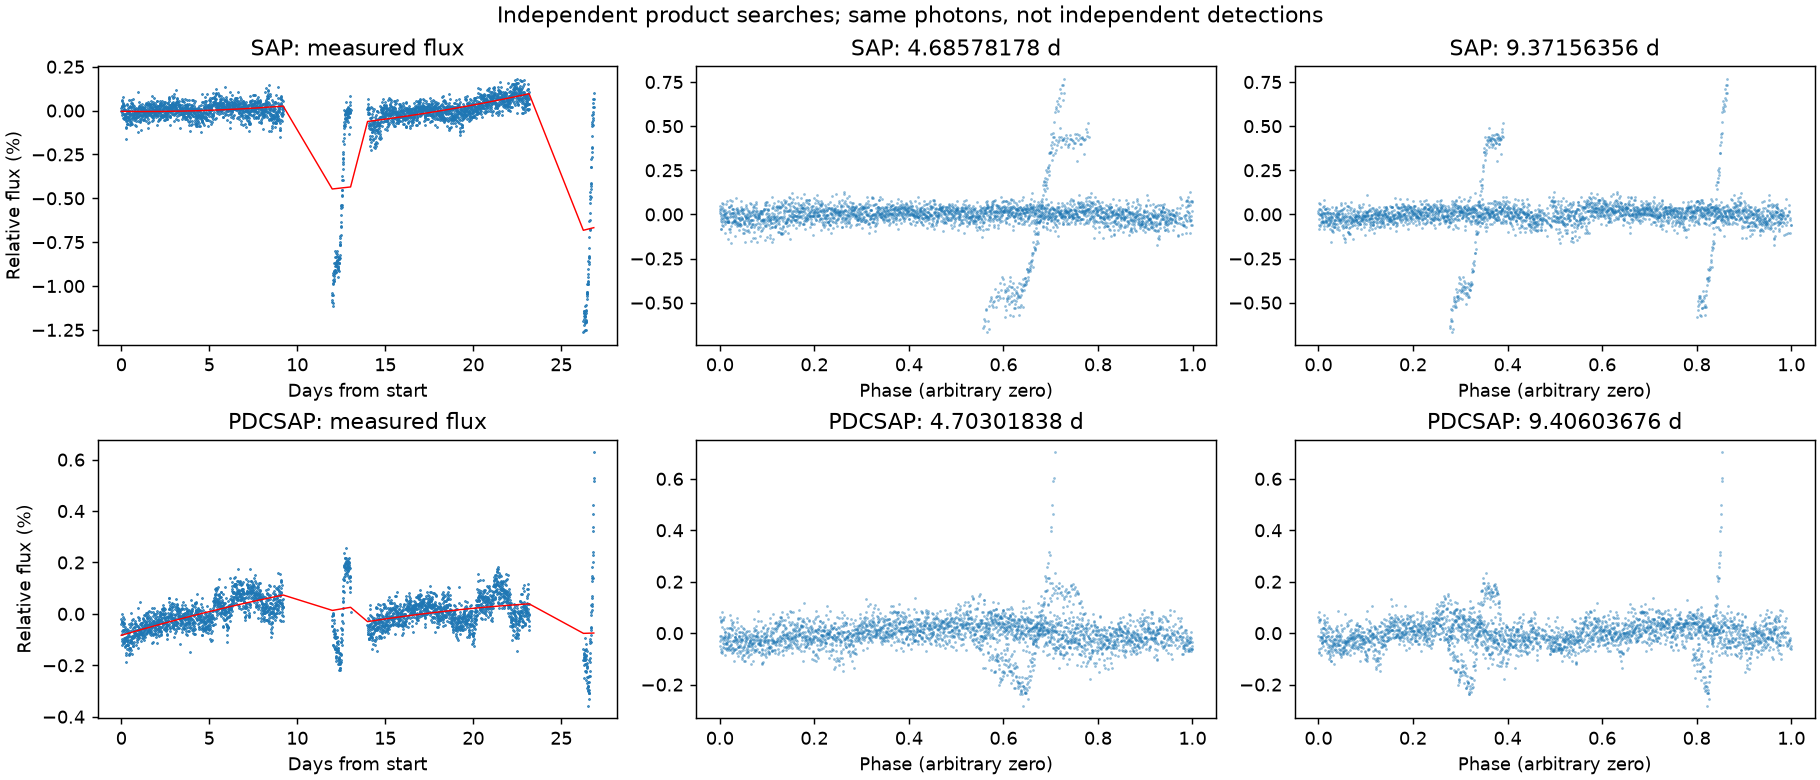 Independent product searches; same photons, not independent detections
SAP: measured flux
SAP: 4.68578178 d
SAP: 9.37156356 d
Relative flux (%)
0.25
0.00
−0.25
−0.50
−0.75
−1.00
−1.25
0 5 10 15 20 25
Days from start
0.75
0.50
0.25
0.00
−0.25
−0.50
0.0 0.2 0.4 0.6 0.8 1.0
Phase (arbitrary zero)
0.75
0.50
0.25
0.00
−0.25
−0.50
0.0 0.2 0.4 0.6 0.8 1.0
Phase (arbitrary zero)
PDCSAP: measured flux
PDCSAP: 4.70301838 d
PDCSAP: 9.40603676 d
Relative flux (%)
0.6
0.4
0.2
0.0
−0.2
−0.4
0 5 10 15 20 25
Days from start
0.6
0.4
0.2
0.0
−0.2
0.0 0.2 0.4 0.6 0.8 1.0
Phase (arbitrary zero)
0.6
0.4
0.2
0.0
−0.2
0.0 0.2 0.4 0.6 0.8 1.0
Phase (arbitrary zero)